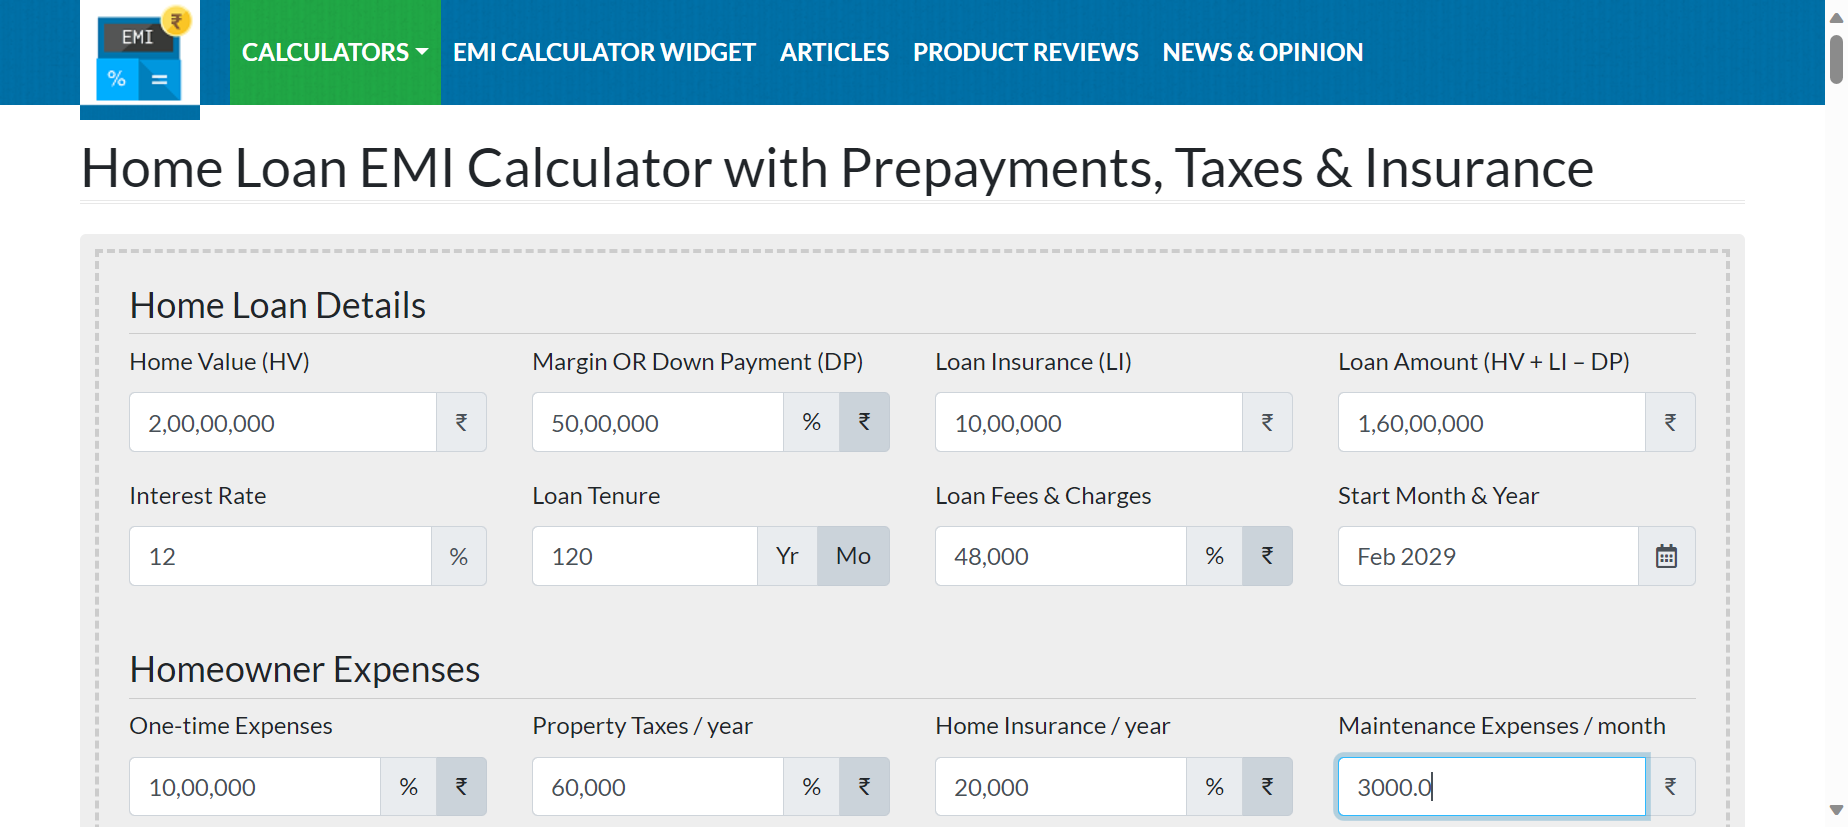 EMI
₹
%
=
CALCULATORS
EMI CALCULATOR WIDGET
ARTICLES
PRODUCT REVIEWS
NEWS & OPINION
Home Loan EMI Calculator with Prepayments, Taxes & Insurance
Home Loan Details
Home Value (HV)
Margin OR Down Payment (DP)
Loan Insurance (LI)
Loan Amount (HV + LI – DP)
2,00,00,000 ₹
50,00,000 % ₹
10,00,000 ₹
1,60,00,000 ₹
Interest Rate
Loan Tenure
Loan Fees & Charges
Start Month & Year
12 %
120 Yr Mo
48,000 % ₹
Feb 2029
Homeowner Expenses
One-time Expenses
Property Taxes / year
Home Insurance / year
Maintenance Expenses / month
10,00,000 % ₹
60,000 % ₹
20,000 % ₹
3000.0 ₹